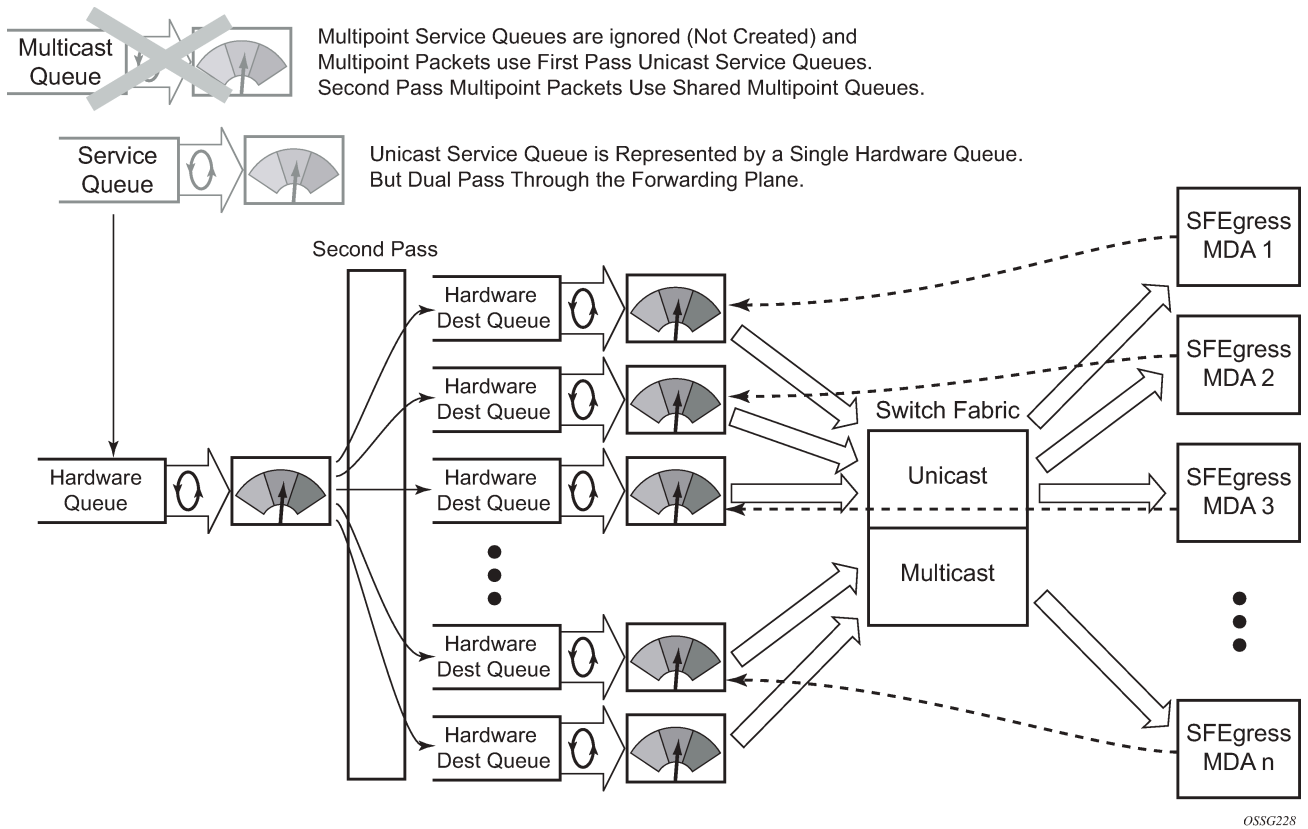 Multicast
Queue
Multipoint Service Queues are ignored (Not Created) and
Multipoint Packets use First Pass Unicast Service Queues.
Second Pass Multipoint Packets Use Shared Multipoint Queues.
Service
Queue
Unicast Service Queue is Represented by a Single Hardware Queue.
But Dual Pass Through the Forwarding Plane.
Second Pass
Hardware
Queue
Hardware
Dest Queue
Hardware
Dest Queue
Hardware
Dest Queue
Hardware
Dest Queue
Hardware
Dest Queue
Switch Fabric
Unicast
Multicast
SFEgress
MDA 1
SFEgress
MDA 2
SFEgress
MDA 3
SFEgress
MDA n
OSSG228